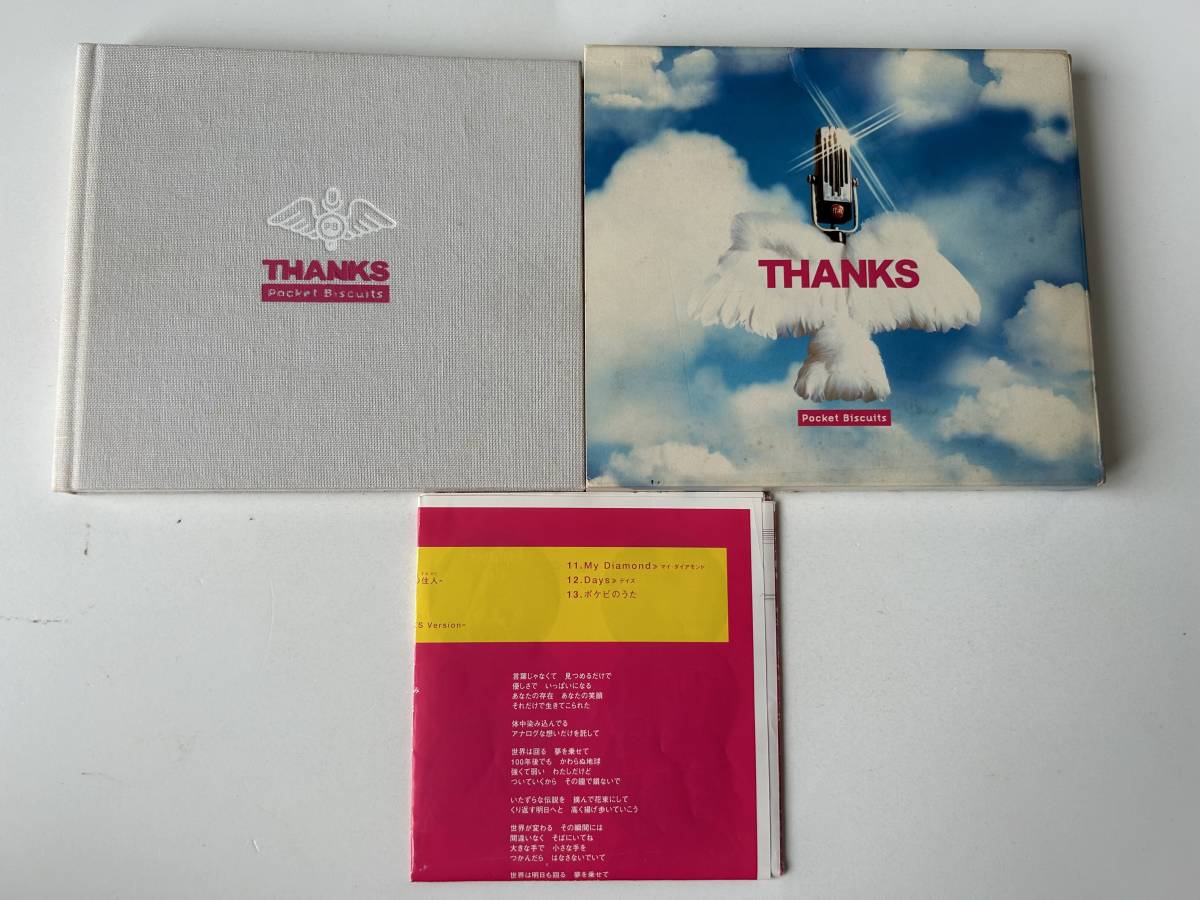 PB
THANKS
Pocket Biscuits
THANKS
Pocket Biscuits
住人-
S Version-
11.My Diamond» マイ・ダイアモンド
12.Days» デイズ
13.ポケビのうた
み
言葉じゃなくて　見つめるだけで
優しさで　いっぱいになる
あなたの存在　あなたの笑顔
それだけで生きてこられた
体中染み込んでる
アナログな想いだけを託して
世界は回る　夢を乗せて
100年後でも　かわらぬ地球
強くて弱い　わたしだけど
ついていくから　その瞳で鎖ないで
いたずらな伝説を　摘んで花束にして
くり返す明日へと　高く揚げ歩いていこう
世界が変わる　その瞬間には
間違いなく　そばにいてね
大きな手で　小さな手を
つかんだら　はなさないでいて
世界は明日も回る　夢を乗せて